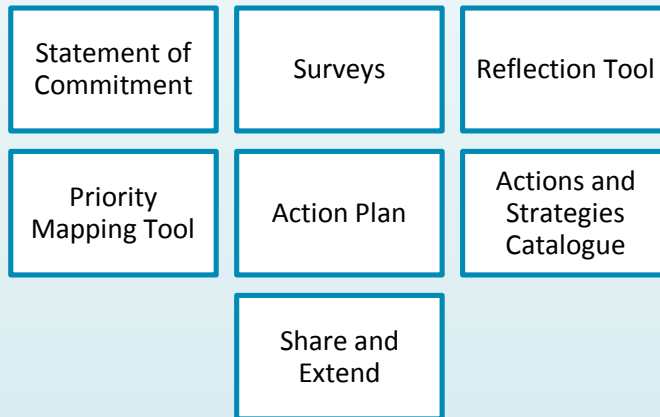 Statement of
Commitment
Surveys
Reflection Tool
Priority
Mapping Tool
Action Plan
Actions and
Strategies
Catalogue
Share and
Extend